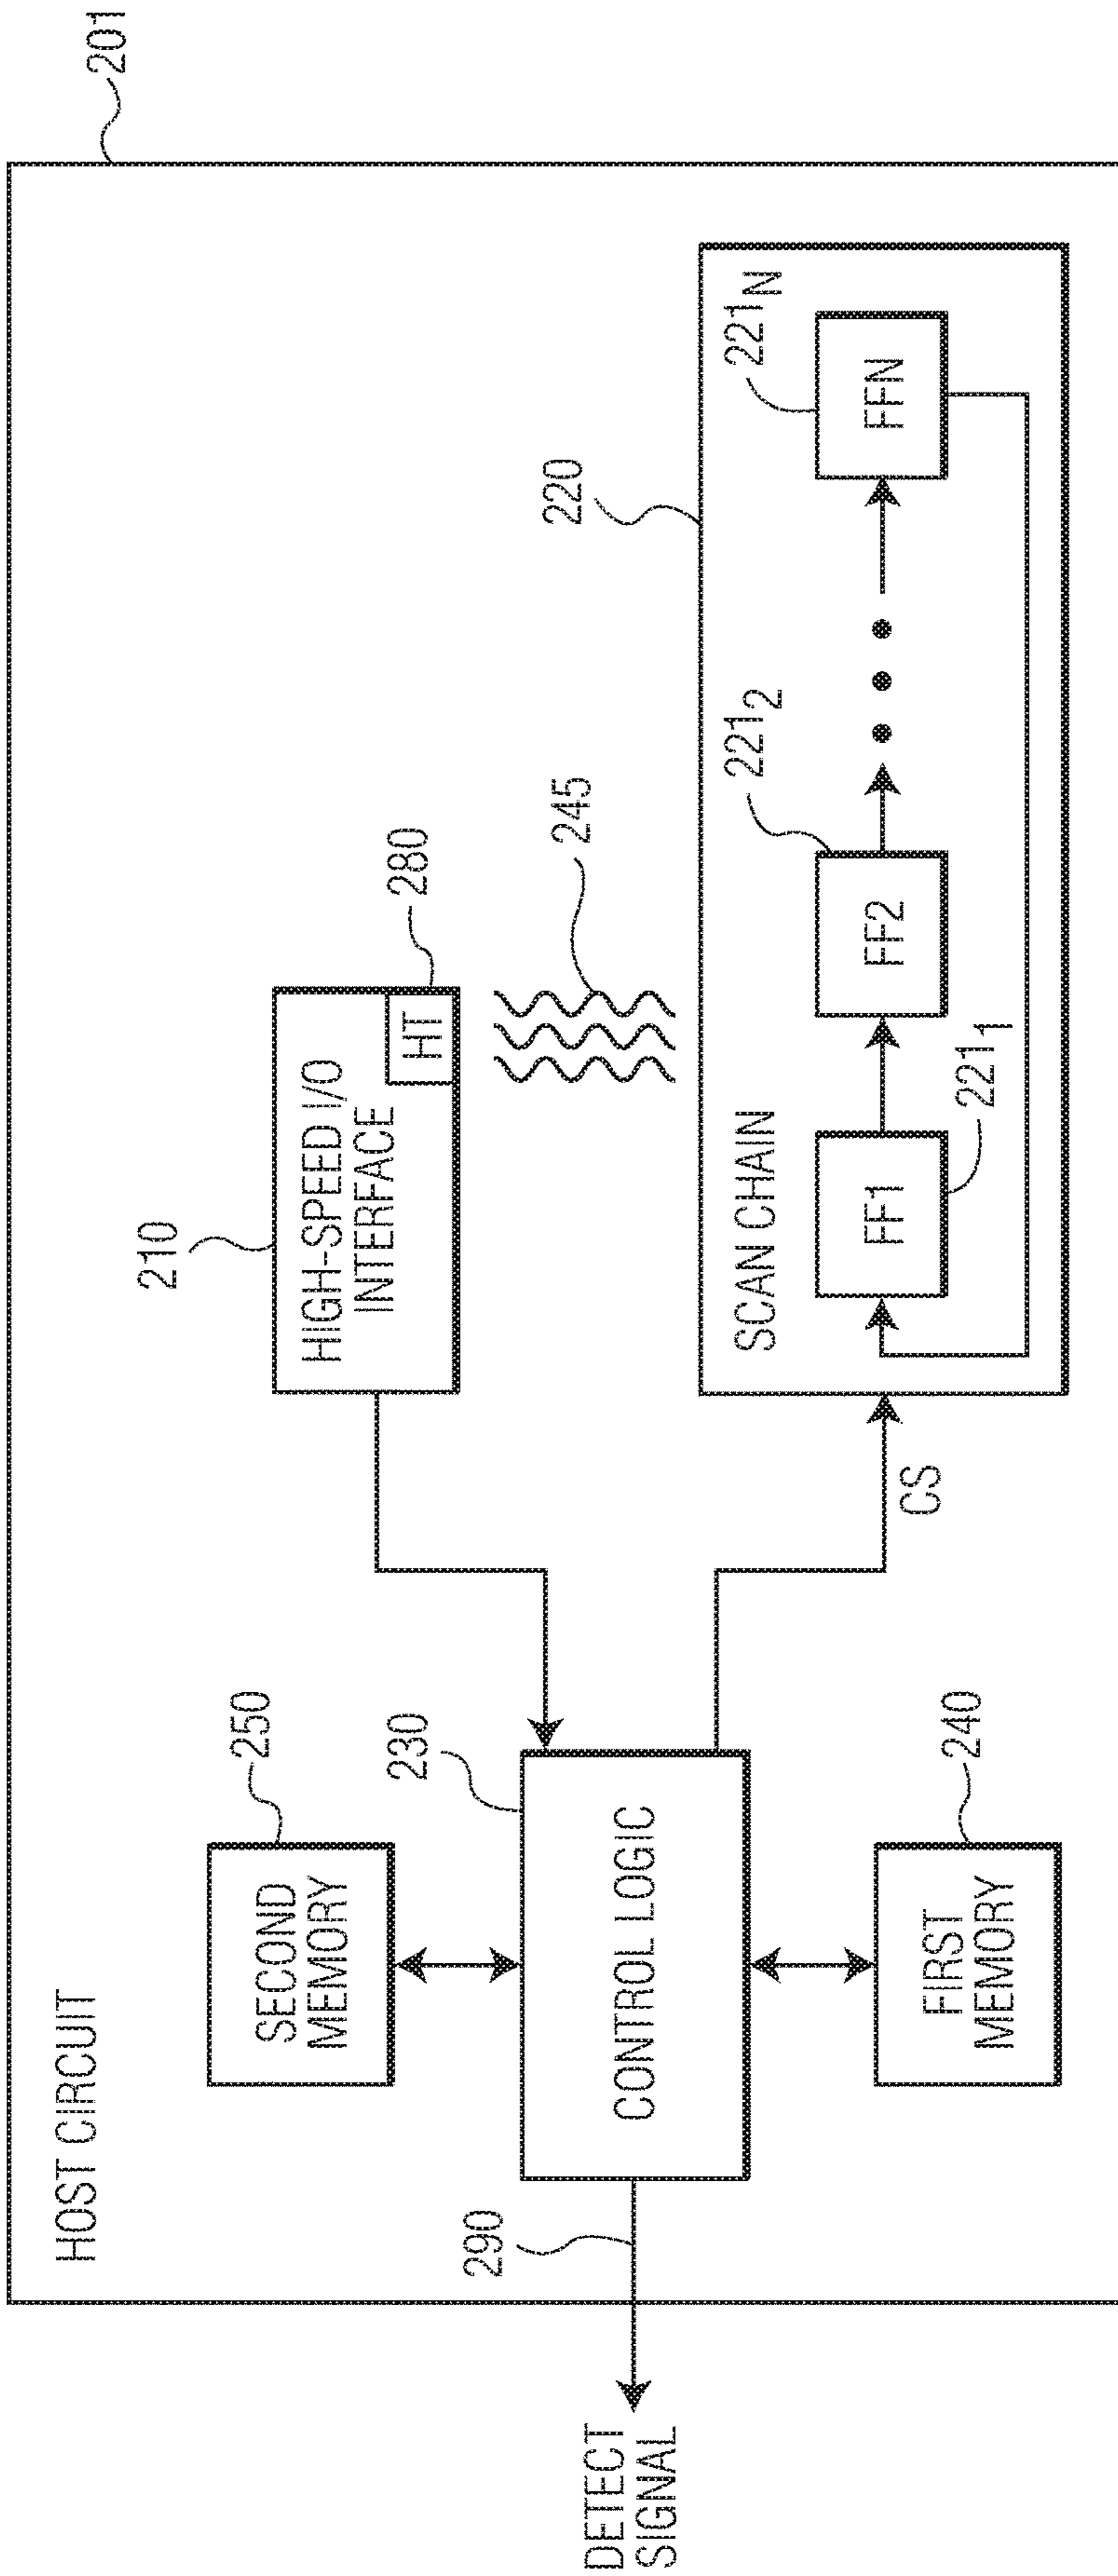 201
HOST CIRCUIT
250
SECOND
MEMORY
210
HIGH-SPEED I/O
INTERFACE
HT
280
230
CONTROL LOGIC
245
290
DETECT
SIGNAL
240
FIRST
MEMORY
CS
220
SCAN CHAIN
FF1
221₁
FF2
221₂
FFN
221N